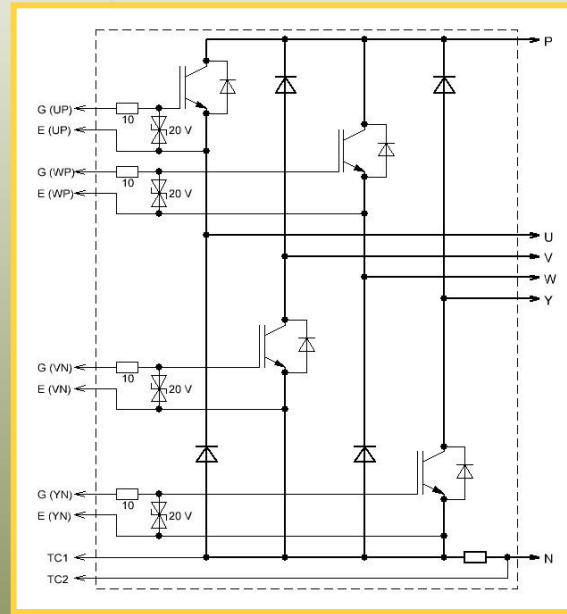 P
G (UP)
10
E (UP)
20 V
G (WP)
10
E (WP)
20 V
U
V
W
Y
G (VN)
10
E (VN)
20 V
G (YN)
10
E (YN)
20 V
TC1
N
TC2